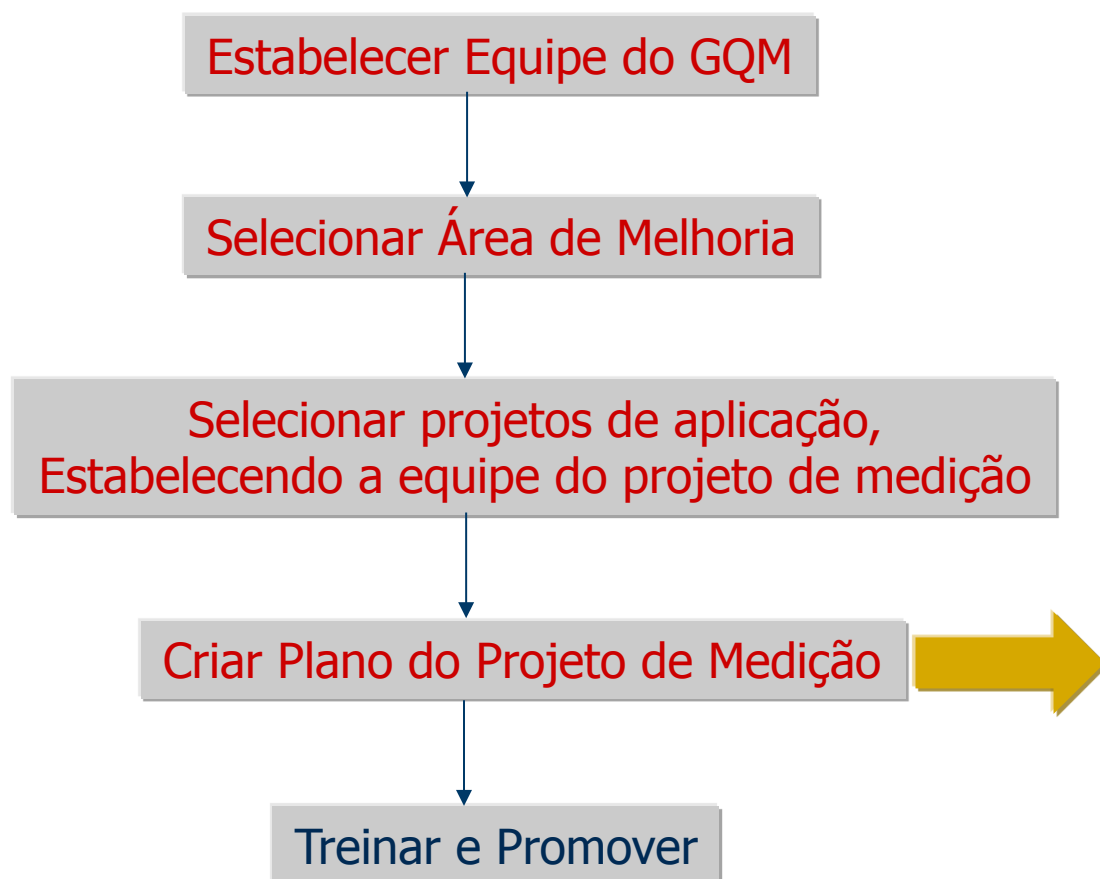 Estabelecer Equipe do GQM
Selecionar Área de Melhoria
Selecionar projetos de aplicação,
Estabelecendo a equipe do projeto de medição
Criar Plano do Projeto de Medição
Treinar e Promover